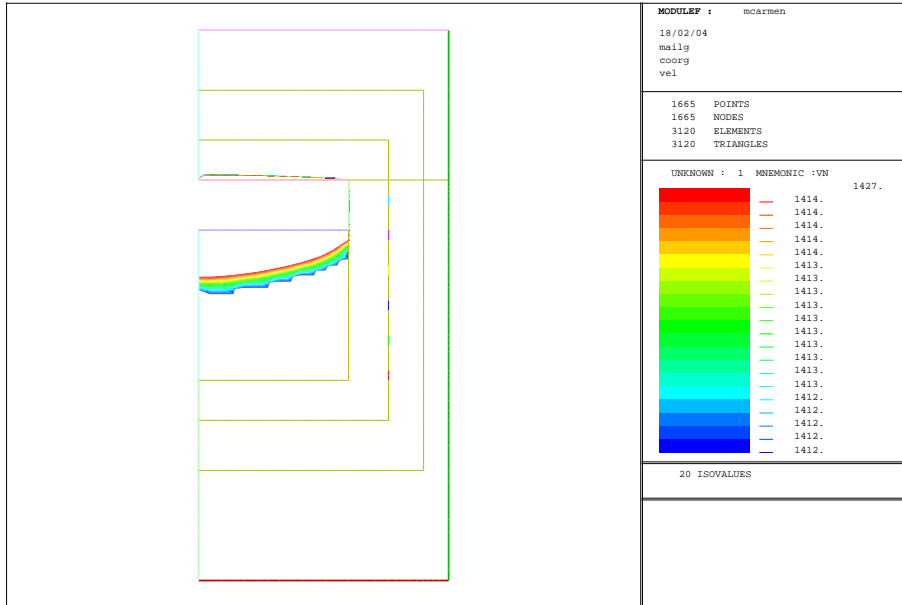 MODULEF : mcarmen
18/02/04
mailg
coorg
vel
1665 POINTS
1665 NODES
3120 ELEMENTS
3120 TRIANGLES
UNKNOWN : 1 MNEMONIC :VN
1427.
1414.
1414.
1414.
1414.
1414.
1413.
1413.
1413.
1413.
1413.
1413.
1413.
1413.
1413.
1412.
1412.
1412.
1412.
1412.
20 ISOVALUES